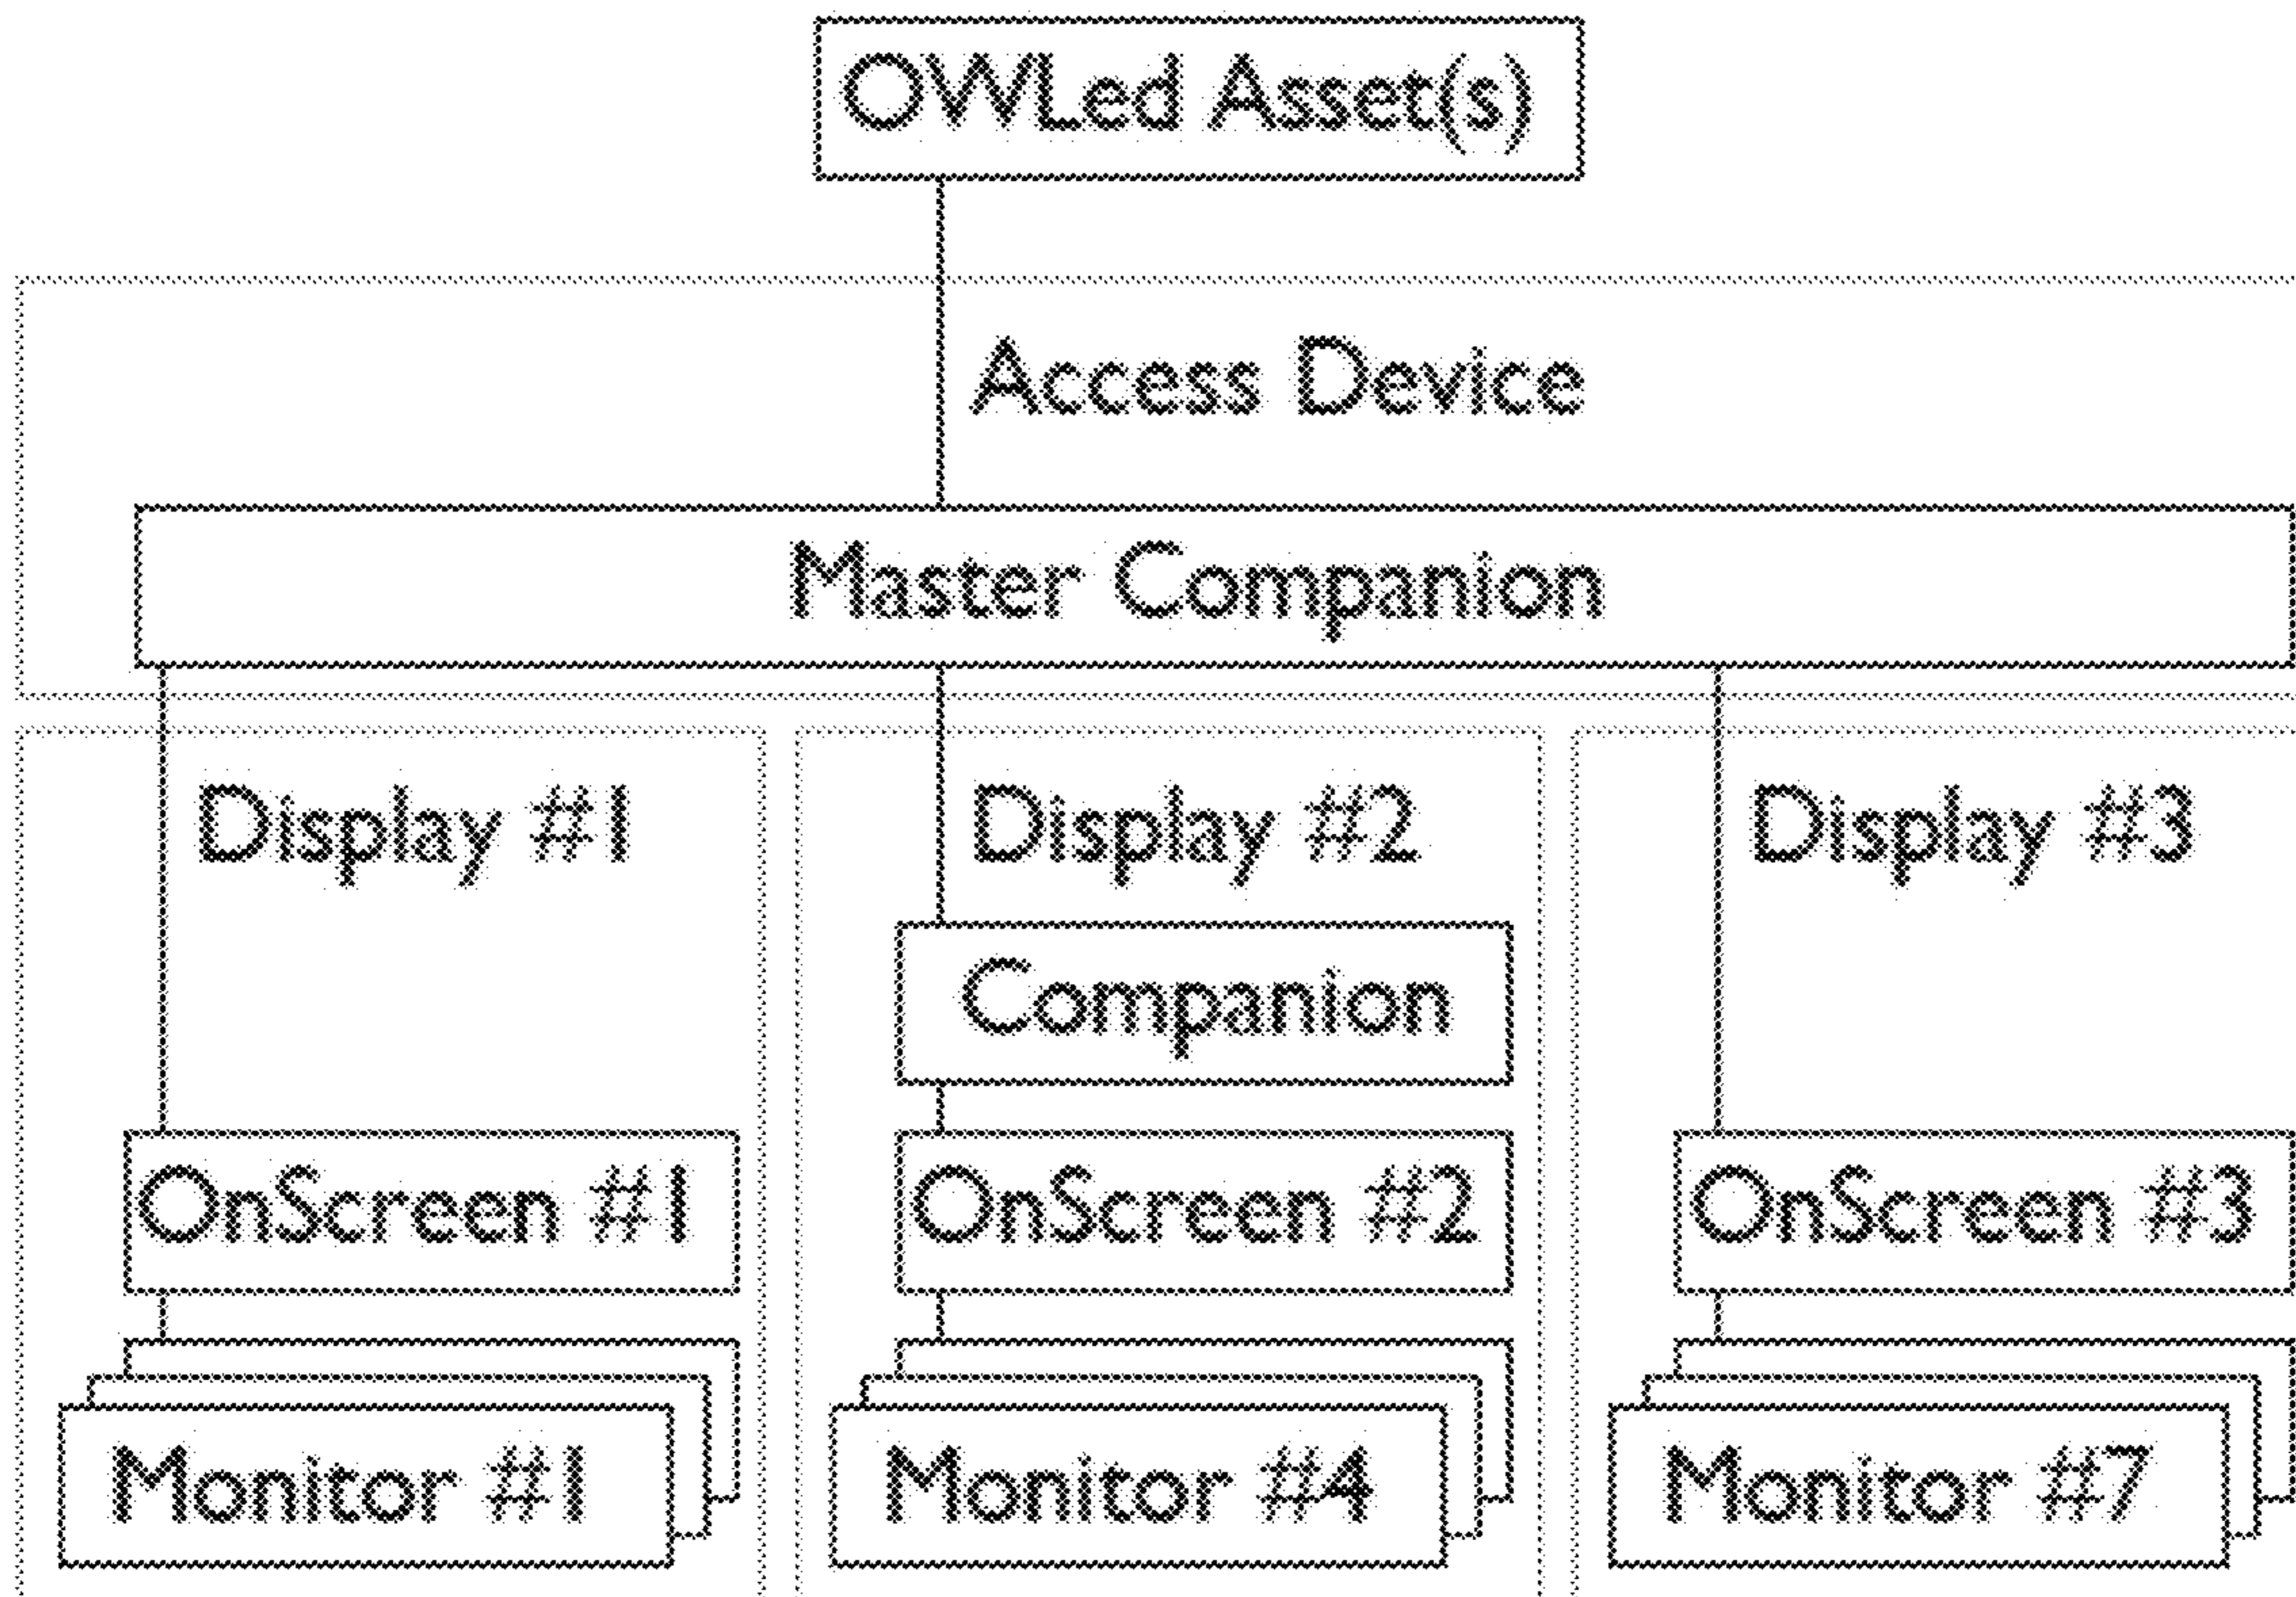 OWLed Asset(s)
Access Device
Master Companion
Display #1
Display #2
Display #3
Companion
OnScreen #1
OnScreen #2
OnScreen #3
Monitor #1
Monitor #4
Monitor #7